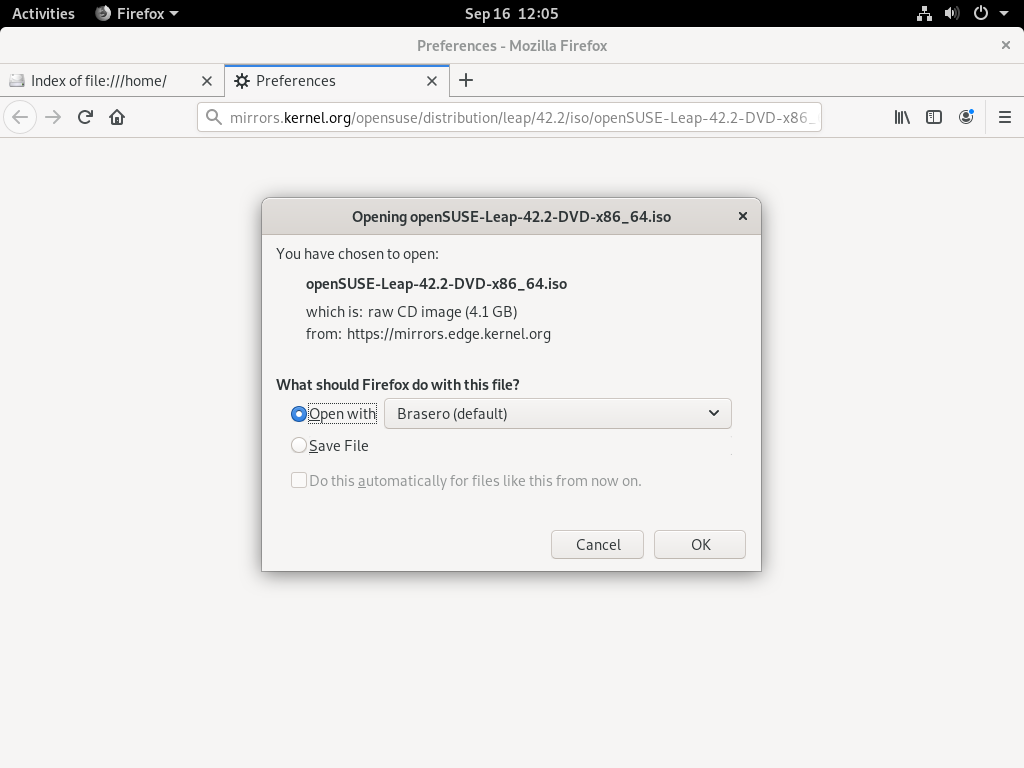 Activities Firefox Sep 16 12:05
Preferences - Mozilla Firefox
Index of file:///home/ Preferences
mirrors.kernel.org/opensuse/distribution/leap/42.2/iso/openSUSE-Leap-42.2-DVD-x86_
Opening openSUSE-Leap-42.2-DVD-x86_64.iso
You have chosen to open:
openSUSE-Leap-42.2-DVD-x86_64.iso
which is: raw CD image (4.1 GB)
from: https://mirrors.edge.kernel.org
What should Firefox do with this file?
Open with Brasero (default)
Save File
Do this automatically for files like this from now on.
Cancel OK